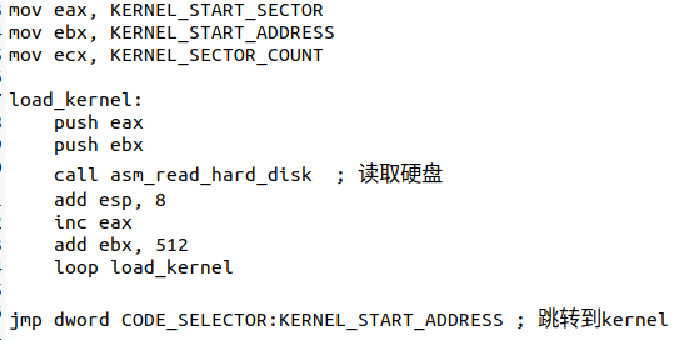 mov eax, KERNEL_START_SECTOR
mov ebx, KERNEL_START_ADDRESS
mov ecx, KERNEL_SECTOR_COUNT

load_kernel:
    push eax
    push ebx
    call asm_read_hard_disk  ; 读取硬盘
    add esp, 8
    inc eax
    add ebx, 512
    loop load_kernel

jmp dword CODE_SELECTOR:KERNEL_START_ADDRESS ; 跳转到kernel